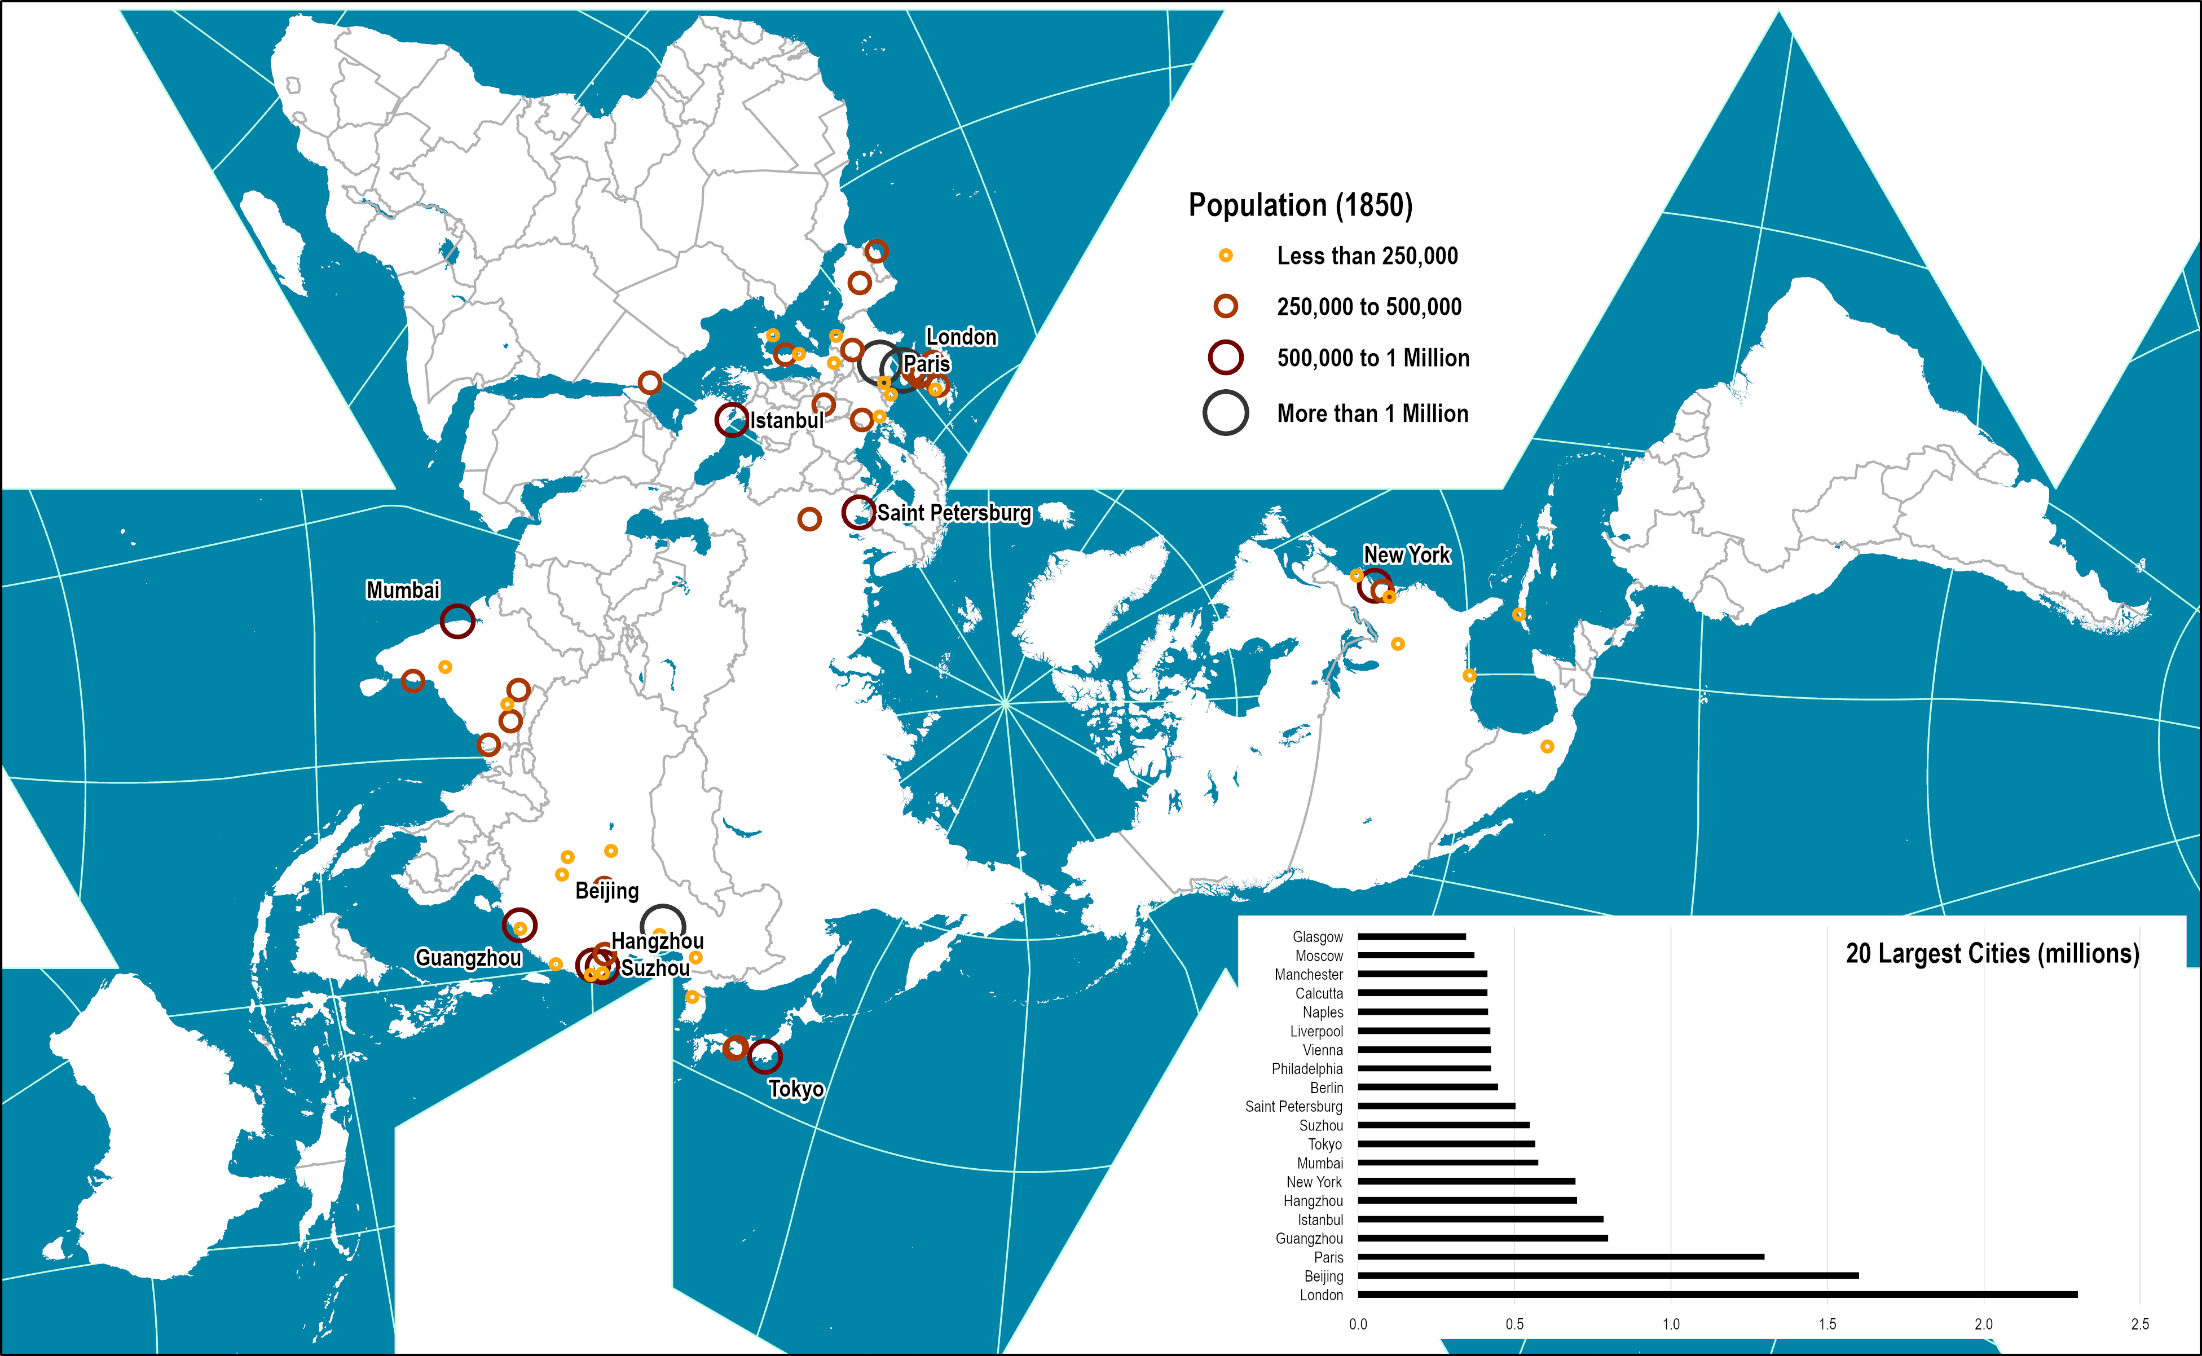 Population (1850)
Less than 250,000
250,000 to 500,000
500,000 to 1 Million
More than 1 Million
London
Paris
Istanbul
Saint Petersburg
New York
Mumbai
Beijing
Hangzhou
Guangzhou
Suzhou
Tokyo
20 Largest Cities (millions)
Glasgow
Moscow
Manchester
Calcutta
Naples
Liverpool
Vienna
Philadelphia
Berlin
Saint Petersburg
Suzhou
Tokyo
Mumbai
New York
Hangzhou
Istanbul
Guangzhou
Paris
Beijing
London
0.0 0.5 1.0 1.5 2.0 2.5